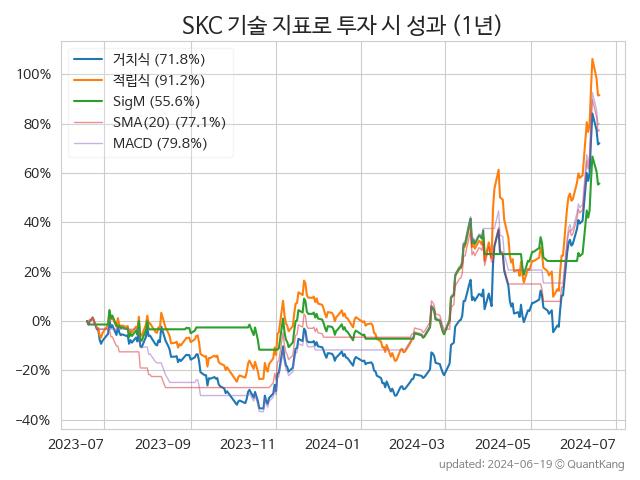 SKC 기술 지표로 투자 시 성과 (1년)
거치식 (71.8%)
적립식 (91.2%)
SigM (55.6%)
SMA(20) (77.1%)
MACD (79.8%)
100%
80%
60%
40%
20%
0%
−20%
−40%
2023−07 2023−09 2023−11 2024−01 2024−03 2024−05 2024−07
updated: 2024-06-19 ⓒ QuantKang